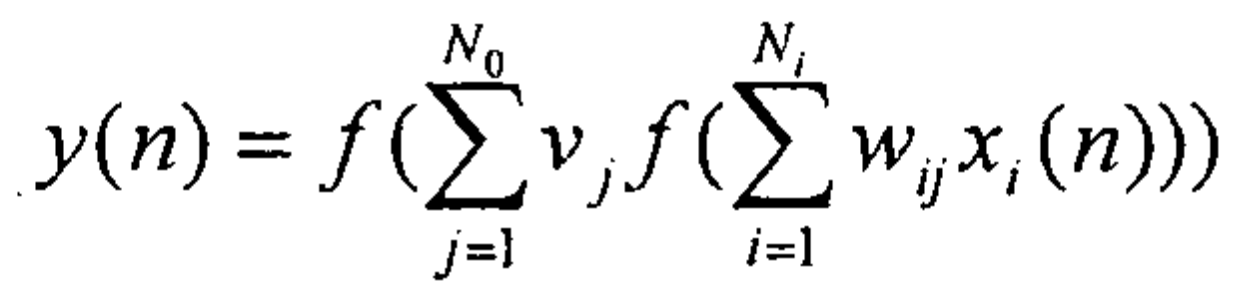 y(n) = f(∑_{j=1}^{N_0} v_j f(∑_{i=1}^{N_i} w_{ij} x_i(n)))